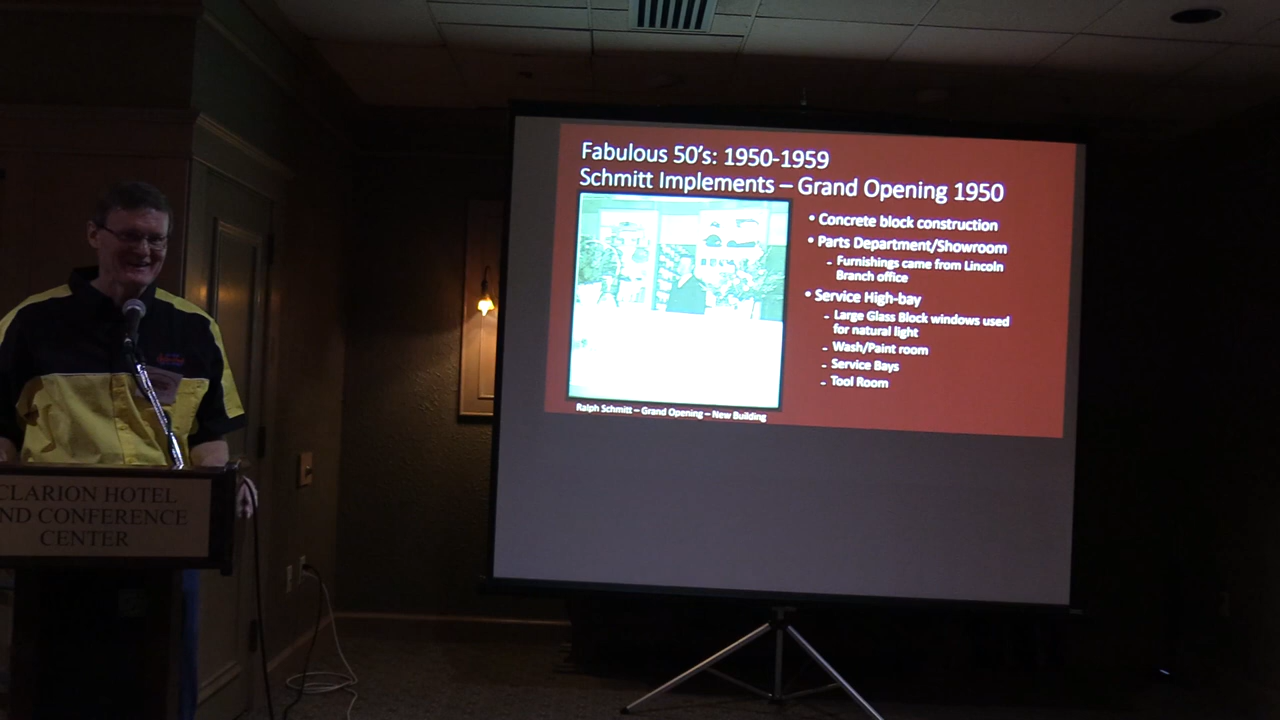 Fabulous 50's: 1950-1959
Schmitt Implements – Grand Opening 1950
• Concrete block construction
• Parts Department/Showroom
- Furnishings came from Lincoln
Branch office
• Service High-bay
- Large Glass Block windows used
for natural light
- Wash/Paint room
- Service Bays
- Tool Room
Ralph Schmitt – Grand Opening – New Building
CLARION HOTEL
ND CONFERENCE
CENTER